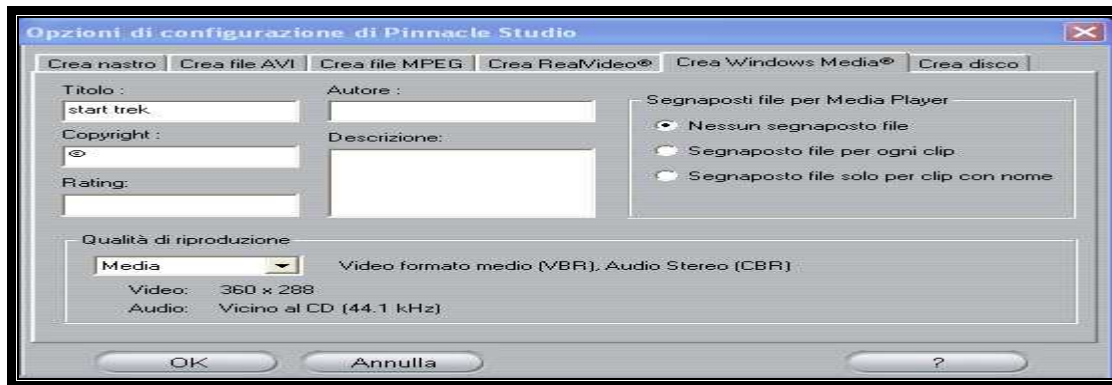 Opzioni di configurazione di Pinnacle Studio
Crea nastro Crea file AVI Crea file MPEG Crea RealVideo® Crea Windows Media® Crea disco
Titolo :
start trek
Copyright :
©
Rating:
Autore :
Descrizione:
Segnaposti file per Media Player
Nessun segnaposto file
Segnaposto file per ogni clip
Segnaposto file solo per clip con nome
Qualità di riproduzione
Media Video formato medio (VBR), Audio Stereo (CBR)
Video: 360 x 288
Audio: Vicino al CD (44.1 kHz)
OK Annulla ?